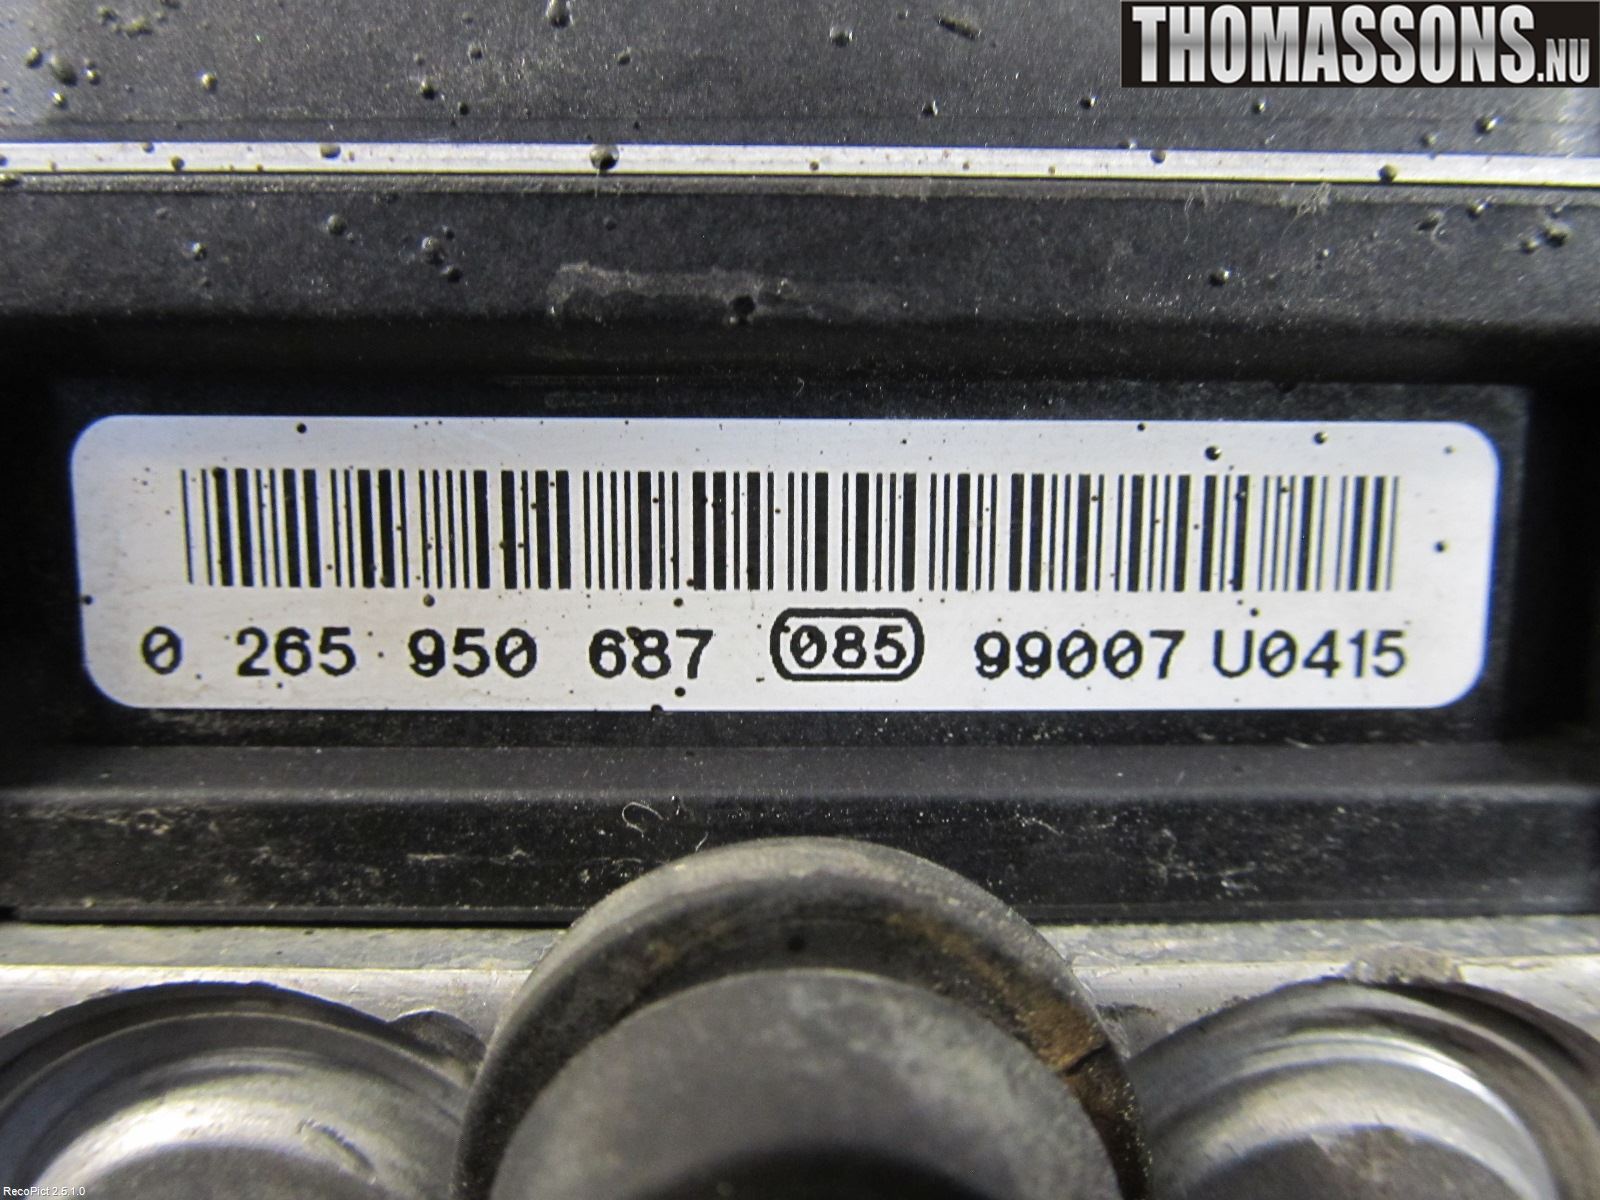 THOMASSONS.NU
0 265 950 687 085 99007 U0415
RecoPict 2.5.1.0